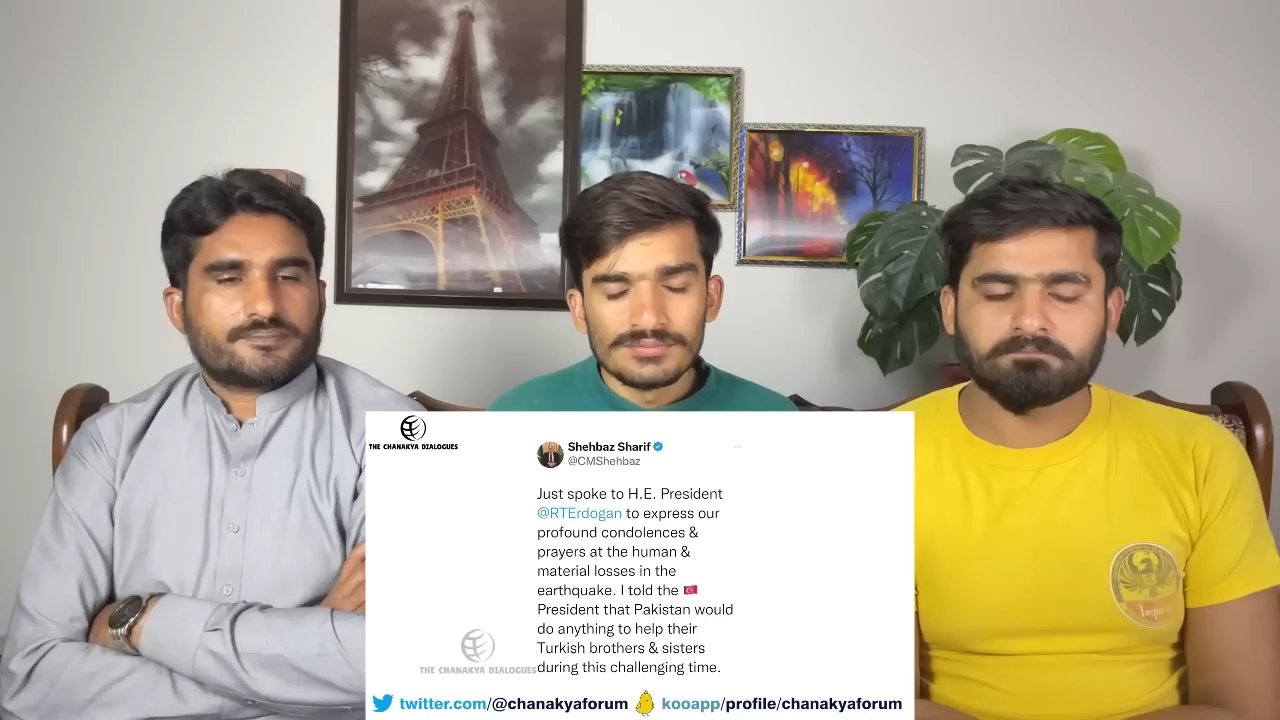 THE CHANAKYA DIALOGUES
Shehbaz Sharif
@CMShehbaz
Just spoke to H.E. President
@RTErdogan to express our
profound condolences &
prayers at the human &
material losses in the
earthquake. I told the 🇹🇷
President that Pakistan would
do anything to help their
Turkish brothers & sisters
during this challenging time.
THE CHANAKYA DIALOGUES
twitter.com/@chanakyaforum
kooapp/profile/chanakyaforum